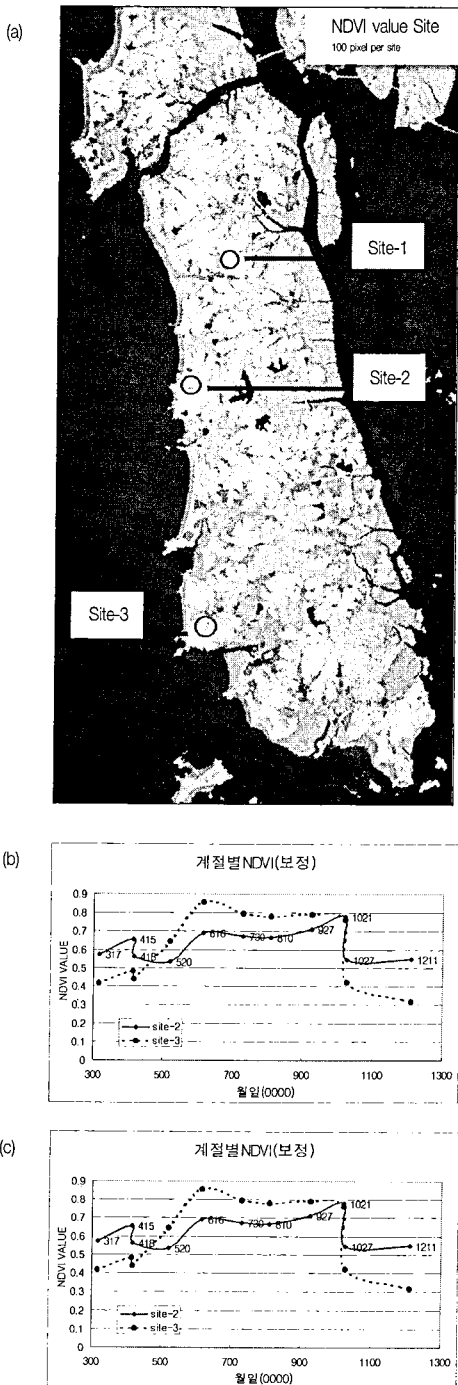 (a)
NDVI value Site
100 pixel per site
Site-1
Site-2
Site-3
(b)
계절별NDVI(보정)
NDVI VALUE
0.9
0.8
0.7
0.6
0.5
0.4
0.3
0.2
0.1
0
317
415
418
520
616
730
810
927
1021
1027
1211
site-2
site-3
300 500 700 900 1100 1300
월일(0000)
(c)
계절별NDVI(보정)
NDVI VALUE
0.9
0.8
0.7
0.6
0.5
0.4
0.3
0.2
0.1
0
317
415
418
520
616
730
810
927
1021
1027
1211
site-2
site-3
300 500 700 900 1100 1300
월일(0000)